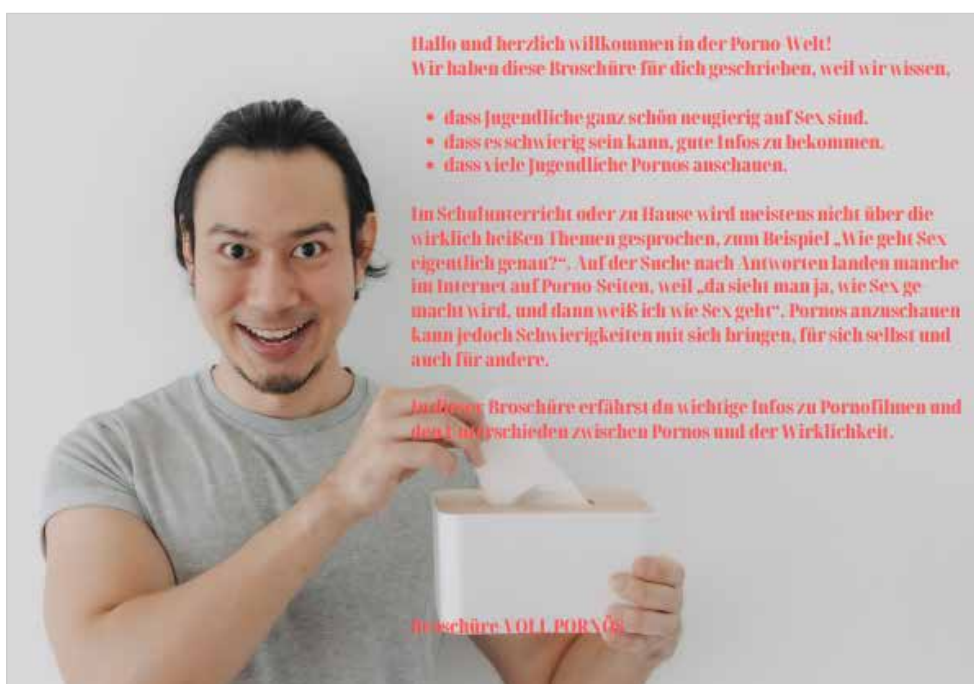 Hallo und herzlich willkommen in der Porno-Welt!
Wir haben diese Broschüre für dich geschrieben, weil wir wissen,
• dass Jugendliche ganz schön neugierig auf Sex sind.
• dass es schwierig sein kann, gute Infos zu bekommen.
• dass viele Jugendliche Pornos anschauen.
Im Schulunterricht oder zu Hause wird meistens nicht über die
wirklich heißen Themen gesprochen, zum Beispiel „Wie geht Sex
eigentlich genau?“. Auf der Suche nach Antworten landen manche
im Internet auf Porno-Seiten, weil „da sieht man ja, wie Sex ge
macht wird, und dann weiß ich wie Sex geht“. Pornos anzuschauen
kann jedoch Schwierigkeiten mit sich bringen, für sich selbst und
auch für andere.
In dieser Broschüre erfährst du wichtige Infos zu Pornofilmen und
den Unterschieden zwischen Pornos und der Wirklichkeit.
Broschüre VOLL PORNÖS